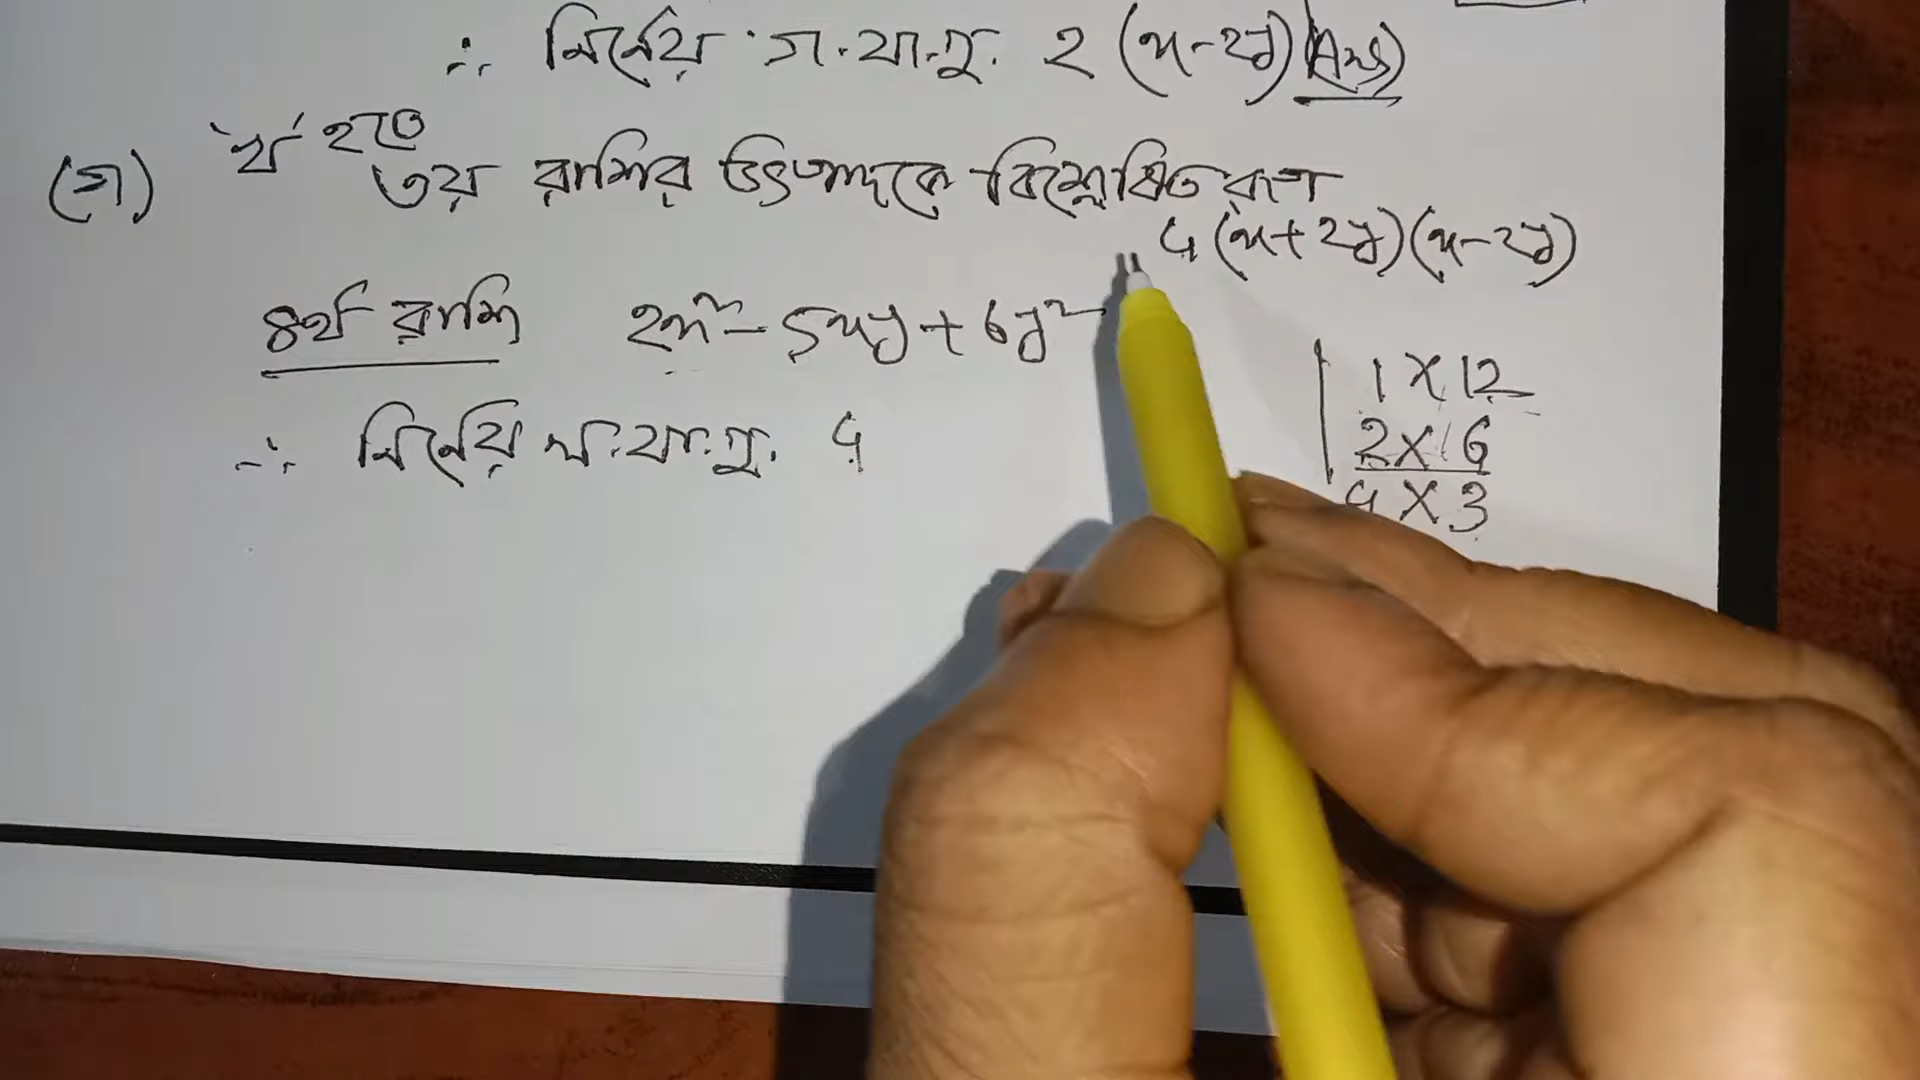 ∴ নির্ণেয় গ.সা.গু. 2 (x-2y) (Ans)
(গ) 'খ' হতে
৩য় রাশির উৎপাদকে বিশ্লেষিত রূপ
4(x+2y)(x-2y)
৪র্থ রাশি 2x²-5xy+6y²
1×12
2×6
4×3
∴ নির্ণেয় ল.সা.গু. 4